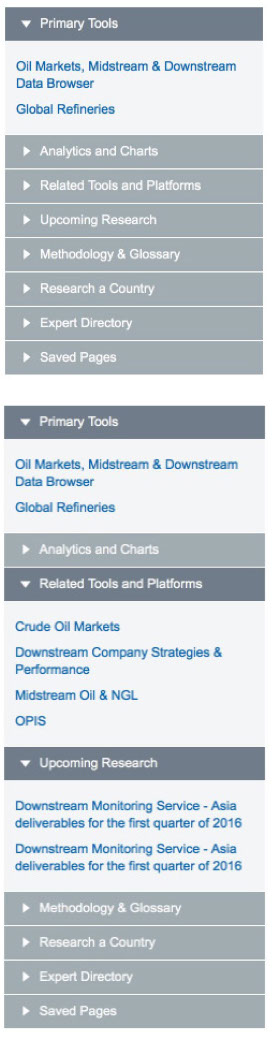 Primary Tools
Oil Markets, Midstream & Downstream
Data Browser
Global Refineries
Analytics and Charts
Related Tools and Platforms
Upcoming Research
Methodology & Glossary
Research a Country
Expert Directory
Saved Pages
Primary Tools
Oil Markets, Midstream & Downstream
Data Browser
Global Refineries
Analytics and Charts
Related Tools and Platforms
Crude Oil Markets
Downstream Company Strategies &
Performance
Midstream Oil & NGL
OPIS
Upcoming Research
Downstream Monitoring Service - Asia
deliverables for the first quarter of 2016
Downstream Monitoring Service - Asia
deliverables for the first quarter of 2016
Methodology & Glossary
Research a Country
Expert Directory
Saved Pages